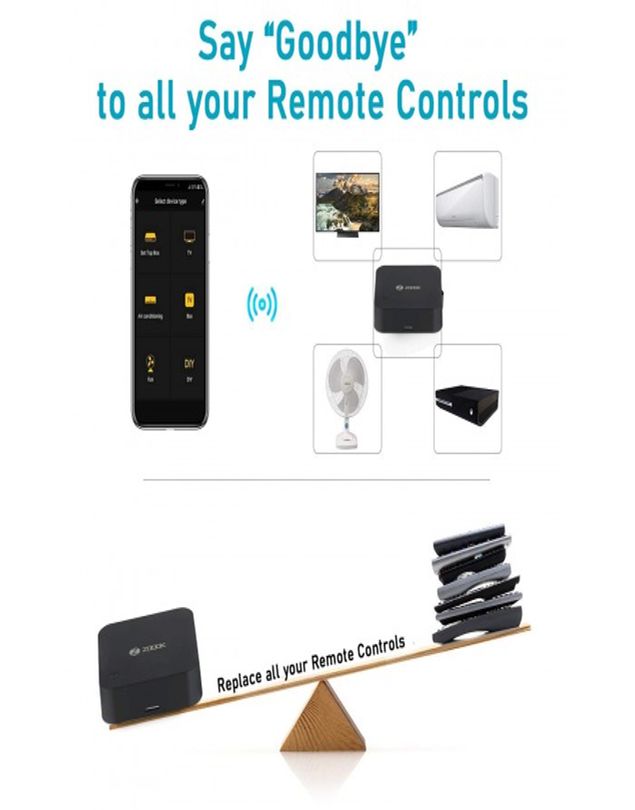 Say “Goodbye”
to all your Remote Controls
Select device type
Set Top Box
TV
Air conditioning
Box
Fan
DIY
DIY
ZOOOK
ZOOOK
Replace all your Remote Controls